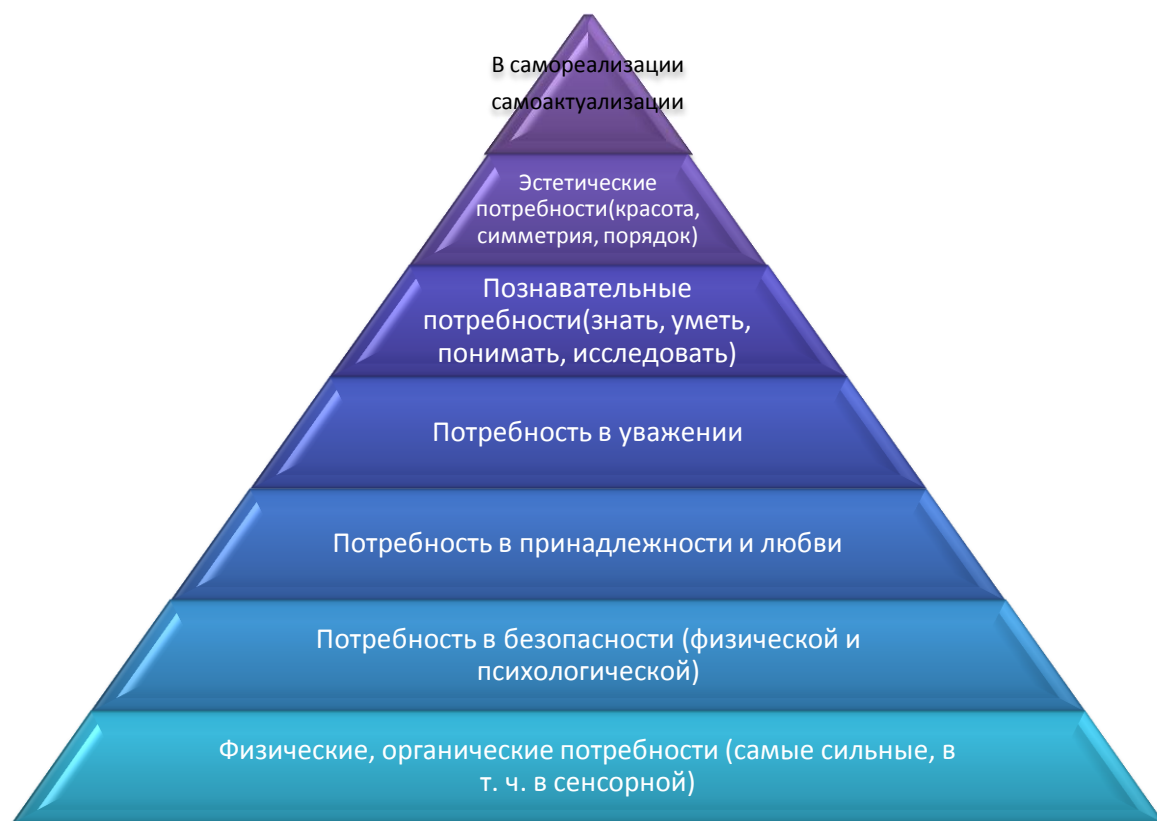 В самореализации
самоактуализации
Эстетические
потребности(красота,
симметрия, порядок)
Познавательные
потребности(знать, уметь,
понимать, исследовать)
Потребность в уважении
Потребность в принадлежности и любви
Потребность в безопасности (физической и
психологической)
Физические, органические потребности (самые сильные, в
т. ч. в сенсорной)